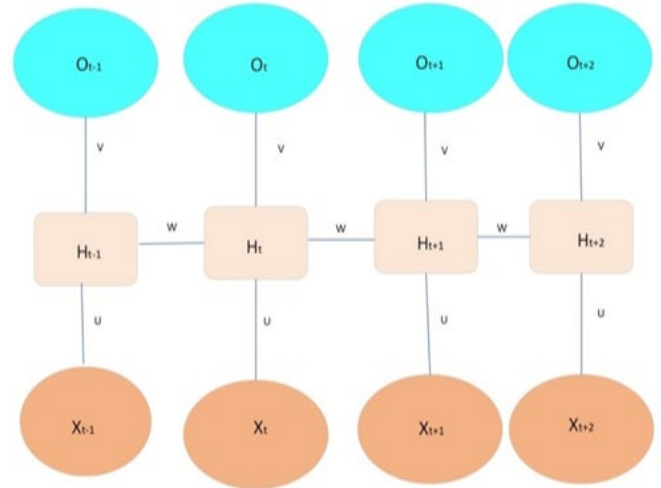 Ot-1 Ot Ot+1 Ot+2
V V V V
Ht-1 W Ht W Ht+1 W Ht+2
U U U U
Xt-1 Xt Xt+1 Xt+2